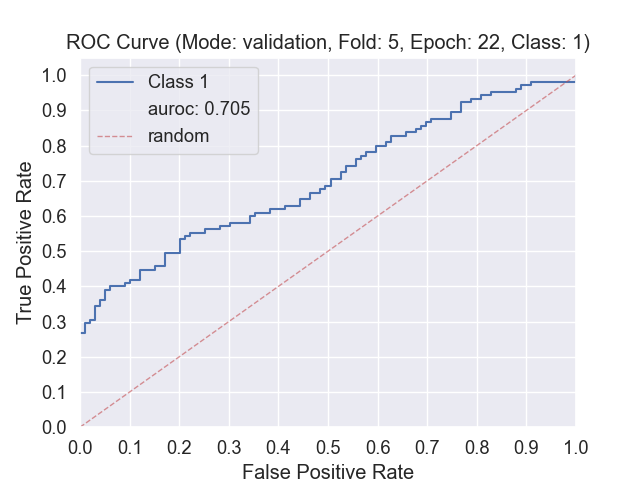 ROC Curve (Mode: validation, Fold: 5, Epoch: 22, Class: 1)
Class 1
auroc: 0.705
random
1.0
0.9
0.8
0.7
0.6
0.5
0.4
0.3
0.2
0.1
0.0
True Positive Rate
0.0 0.1 0.2 0.3 0.4 0.5 0.6 0.7 0.8 0.9 1.0
False Positive Rate